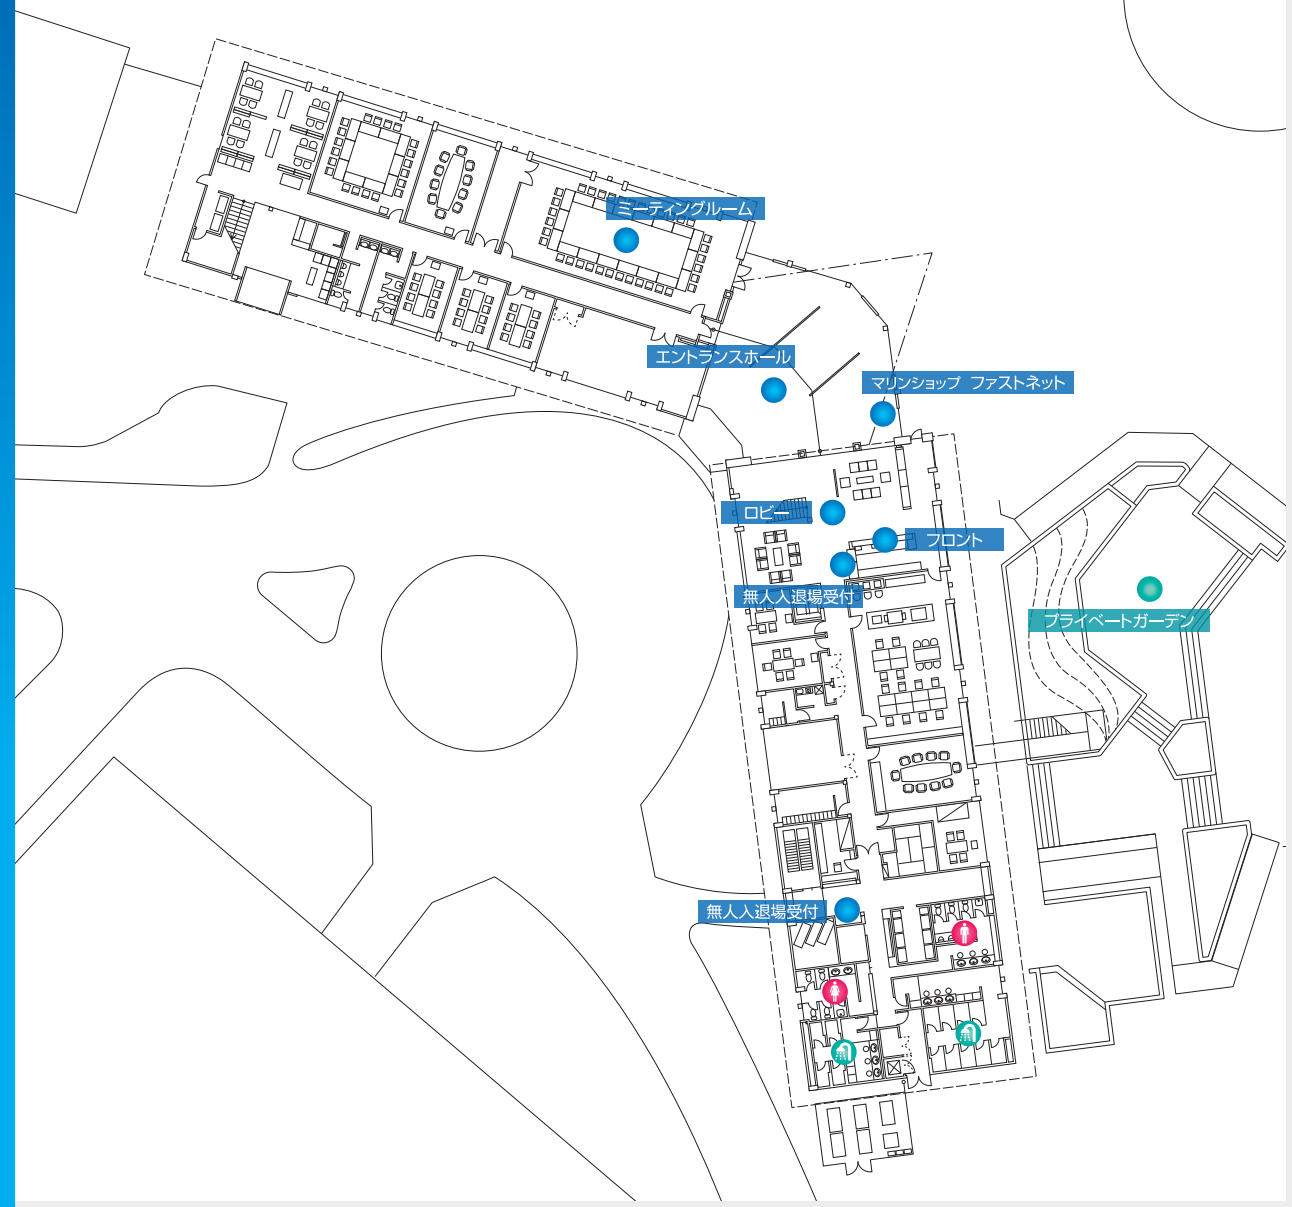 ミーティングルーム
エントランスホール
マリンショップ ファストネット
ロビー
フロント
無人入退場受付
プライベートガーデン
無人入退場受付